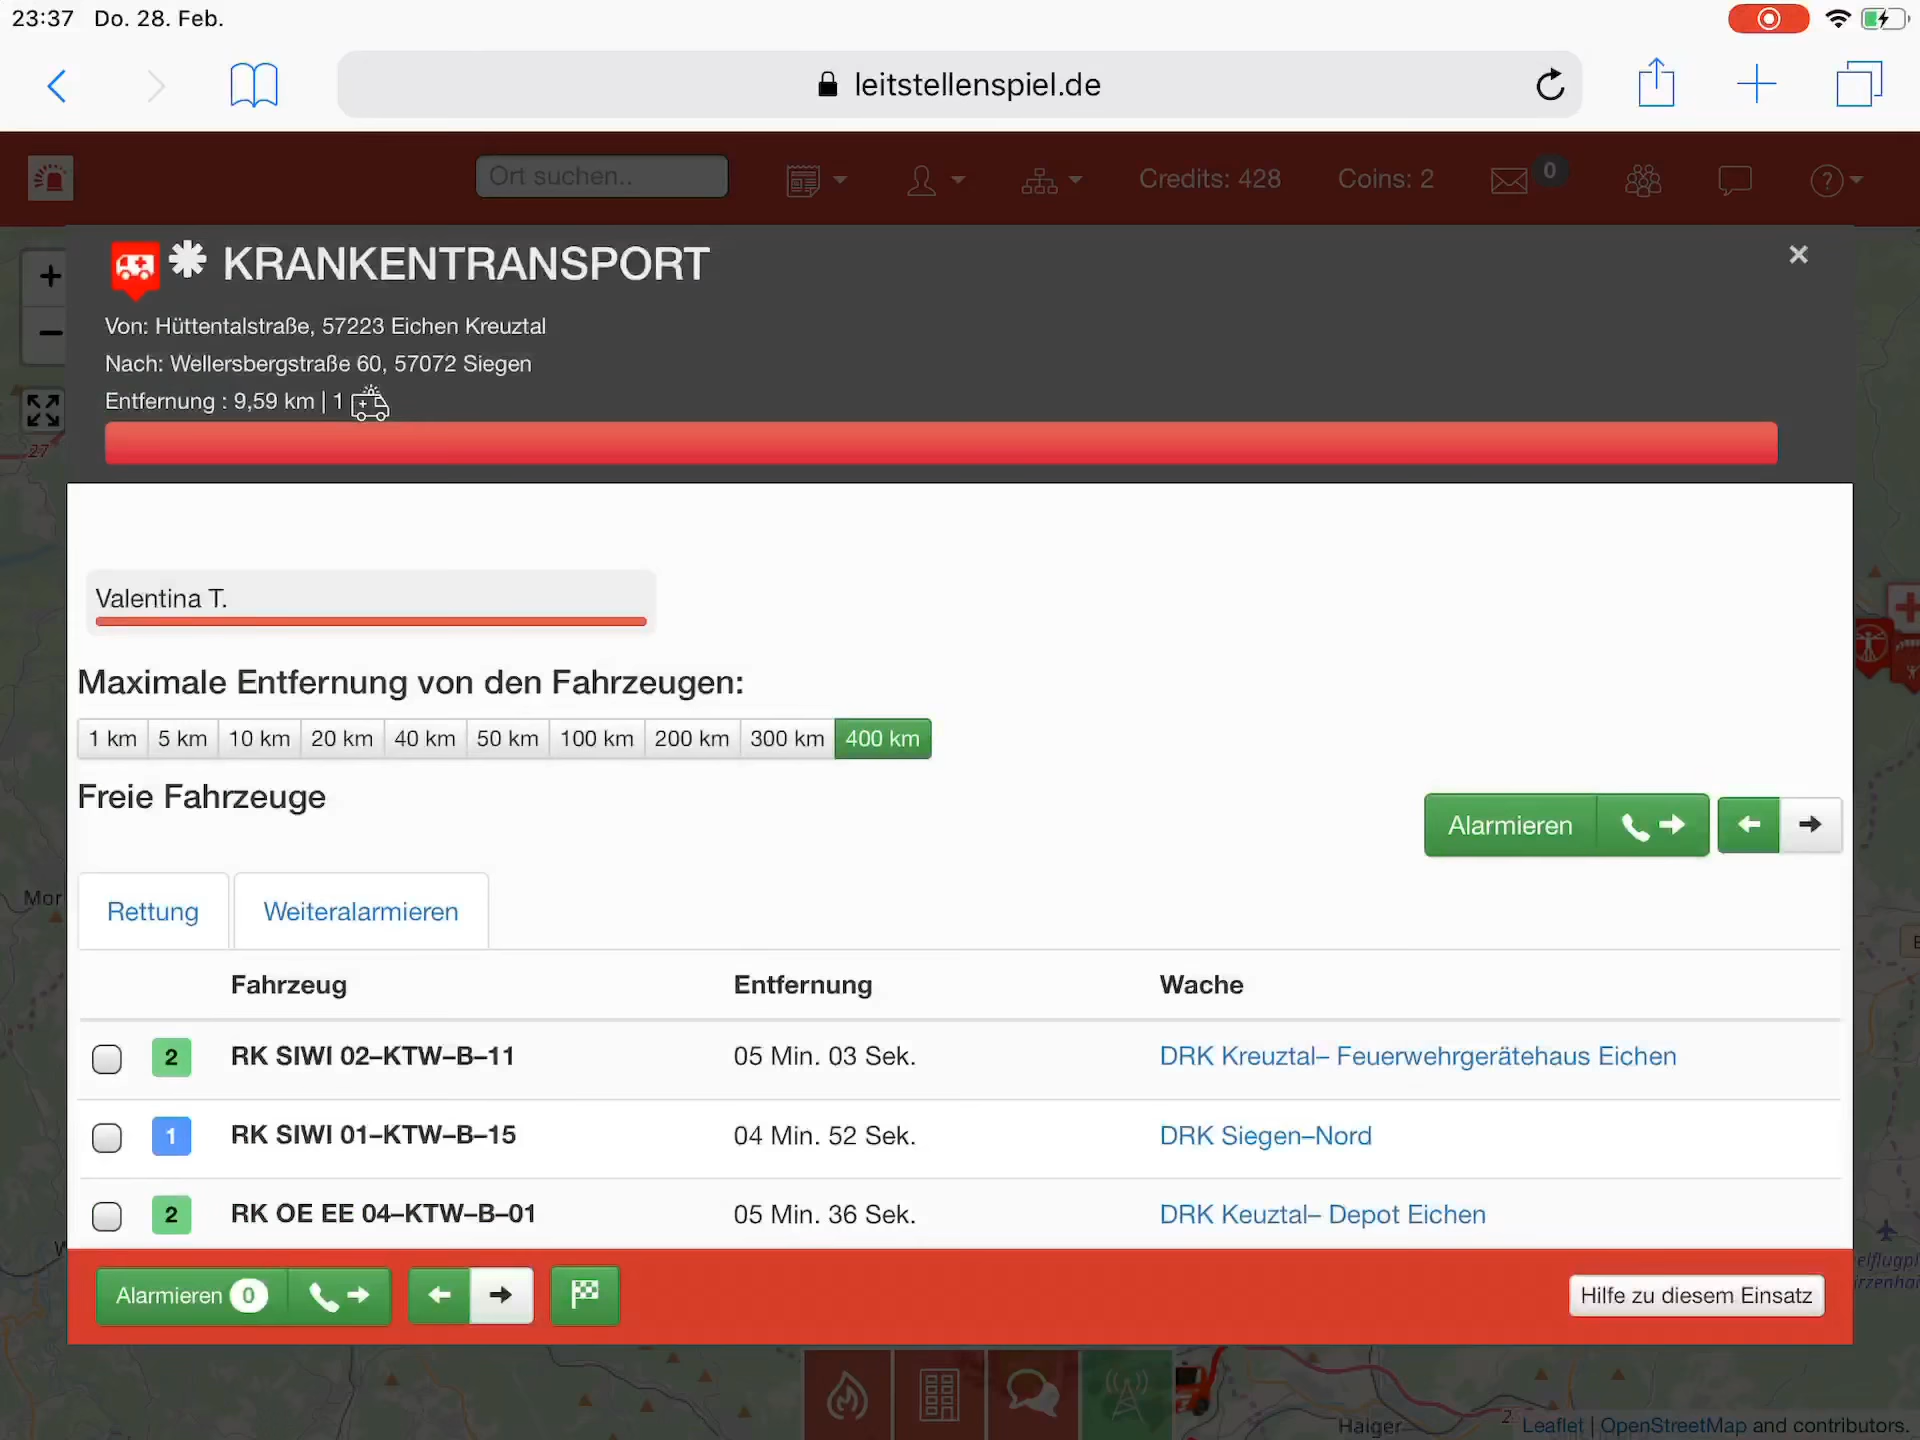 23:37 Do. 28. Feb.
leitstellenspiel.de
Ort suchen..
Credits: 428
Coins: 2
0
KRANKENTRANSPORT
Von: Hüttentalstraße, 57223 Eichen Kreuztal
Nach: Wellersbergstraße 60, 57072 Siegen
Entfernung : 9,59 km | 1
27
Valentina T.
Maximale Entfernung von den Fahrzeugen:
1 km 5 km 10 km 20 km 40 km 50 km 100 km 200 km 300 km 400 km
Freie Fahrzeuge
Alarmieren
Mor
Rettung Weiteralarmieren
Fahrzeug Entfernung Wache
2 RK SIWI 02–KTW–B–11 05 Min. 03 Sek. DRK Kreuztal– Feuerwehrgerätehaus Eichen
1 RK SIWI 01–KTW–B–15 04 Min. 52 Sek. DRK Siegen–Nord
2 RK OE EE 04–KTW–B–01 05 Min. 36 Sek. DRK Keuztal– Depot Eichen
Alarmieren 0
Hilfe zu diesem Einsatz
Haiger
Leaflet | OpenStreetMap and contributors.